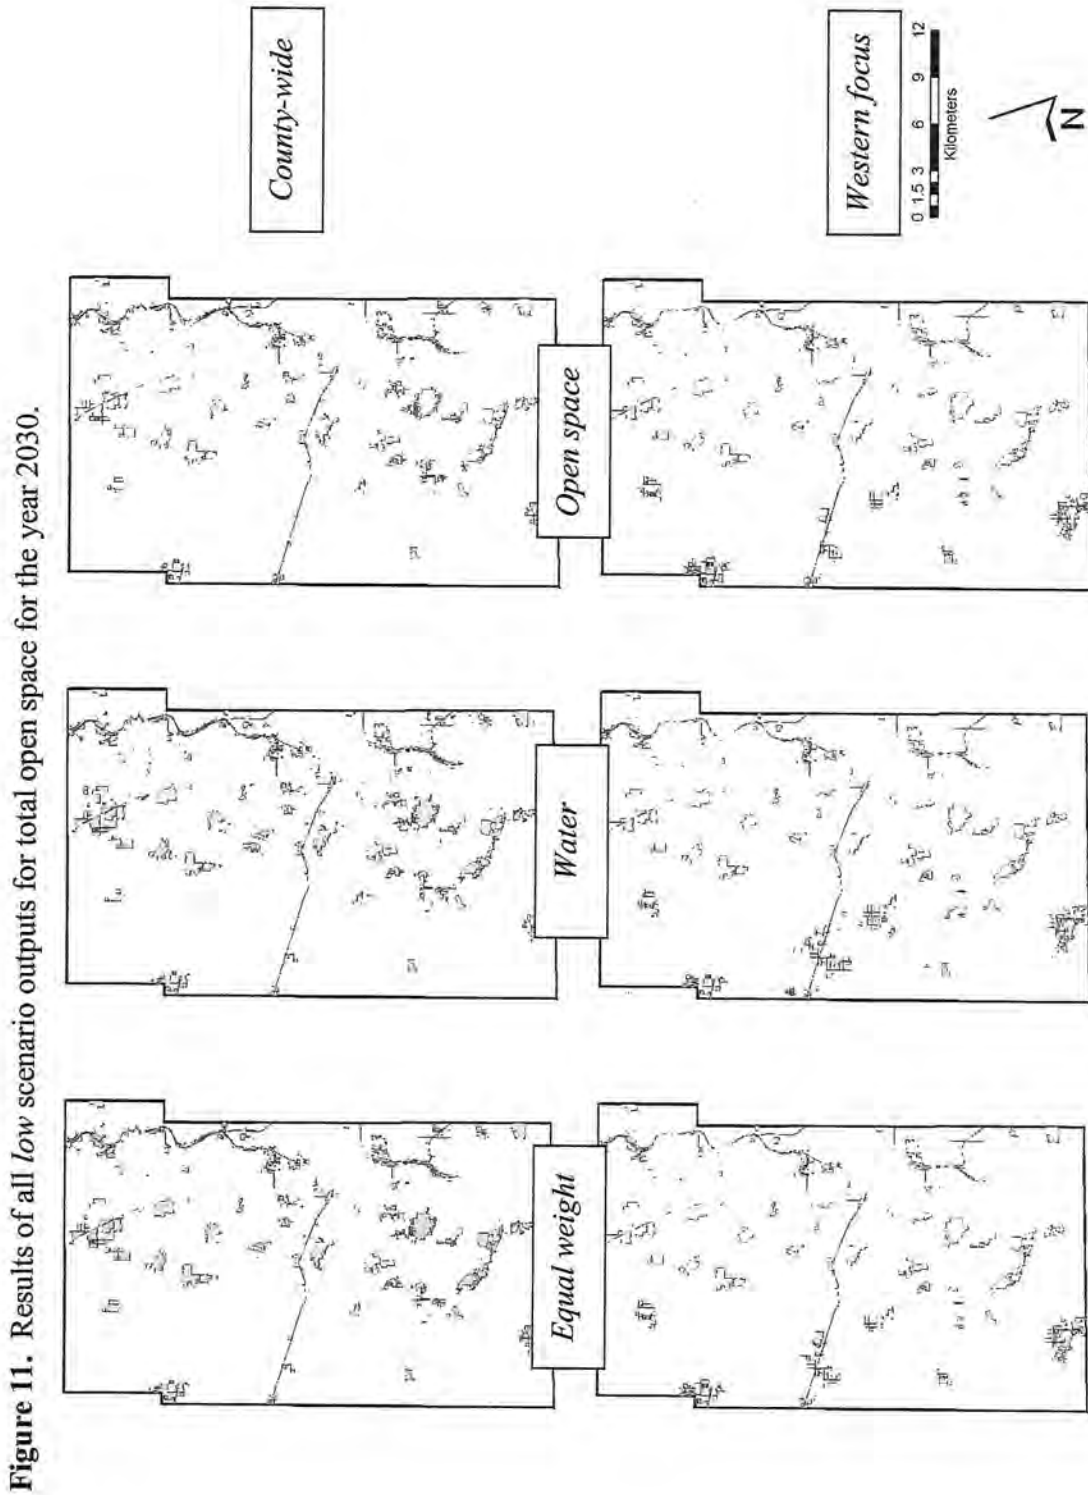 Figure 11. Results of all low scenario outputs for total open space for the year 2030.
County-wide
Equal weight
Water
Open space
Western focus
0 1.5 3 6 9 12
Kilometers
N